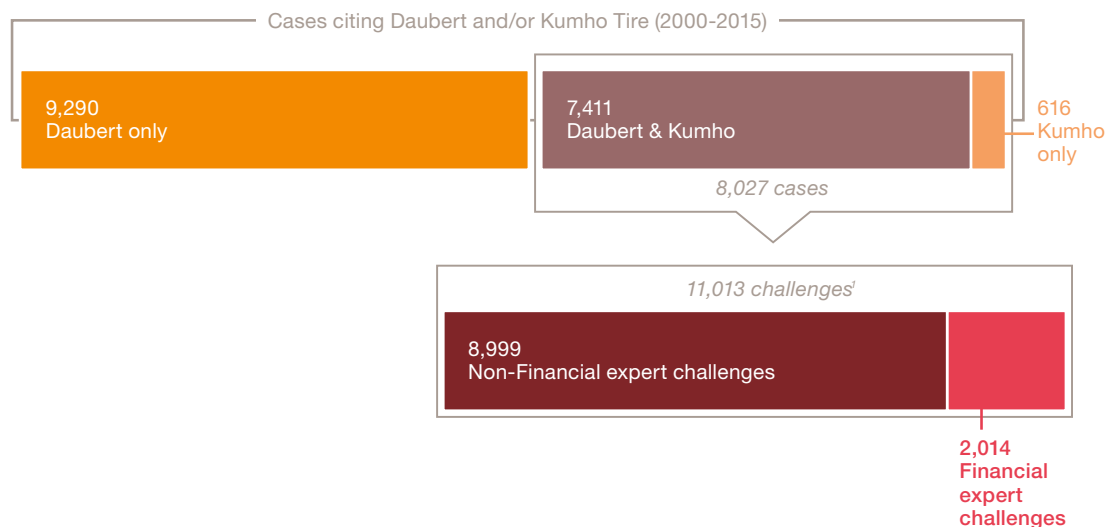 Cases citing Daubert and/or Kumho Tire (2000-2015)
9,290
Daubert only
7,411
Daubert & Kumho
616
Kumho
only
8,027 cases
11,013 challenges¹
8,999
Non-Financial expert challenges
2,014
Financial
expert
challenges